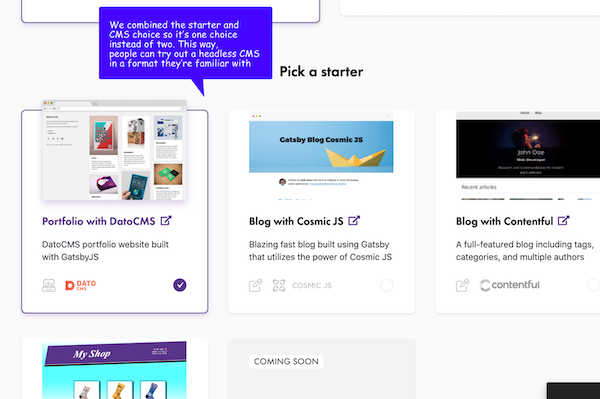 We combined the starter and
CMS choice so it's one choice
instead of two. This way,
people can try out a headless CMS
in a format they're familiar with
Pick a starter
Gatsby Blog Cosmic JS
John Doe
Recent articles
Portfolio with DatoCMS
DatoCMS portfolio website built
with GatsbyJS
DATO
CMS
Blog with Cosmic JS
Blazing fast blog built using Gatsby
that utilizes the power of Cosmic JS
COSMIC JS
Blog with Contentful
A full-featured blog including tags,
categories, and multiple authors
contentful
My Shop
COMING SOON